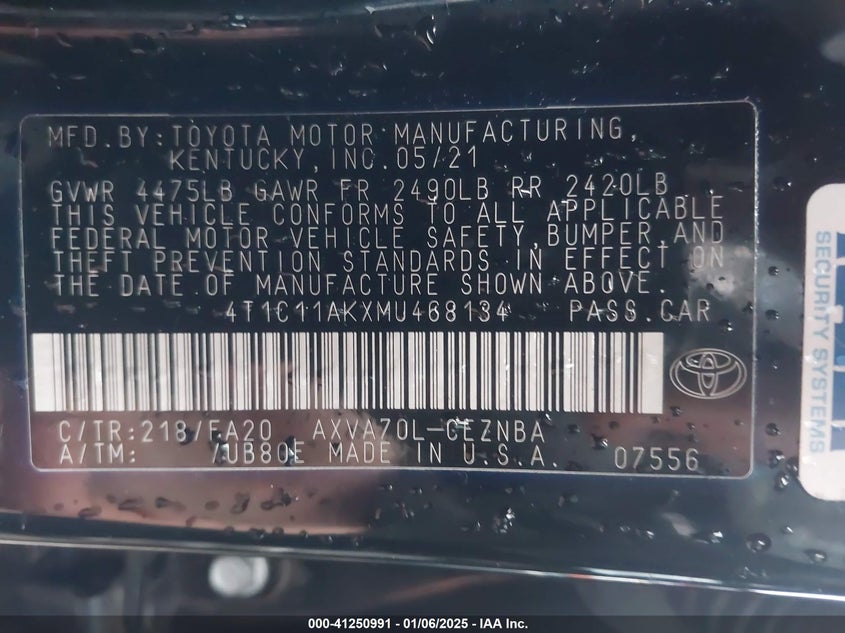 MFD.BY:TOYOTA MOTOR MANUFACTURING,
KENTUCKY,INC.05/21
GVWR 4475LB GAWR FR 2490LB RR 2420LB
THIS VEHICLE CONFORMS TO ALL APPLICABLE
FEDERAL MOTOR VEHICLE SAFETY,BUMPER,AND
THEFT PREVENTION STANDARDS IN EFFECT ON
THE DATE OF MANUFACTURE SHOWN ABOVE.
4T1C11AKXMU468134 PASS.CAR
C/TR:218/FA20 AXVA70L-CEZNBA
A/TM: /UB80E MADE IN U.S.A. 07556
SECURITY SYSTEMS
000-41250991 - 01/06/2025 - IAA Inc.